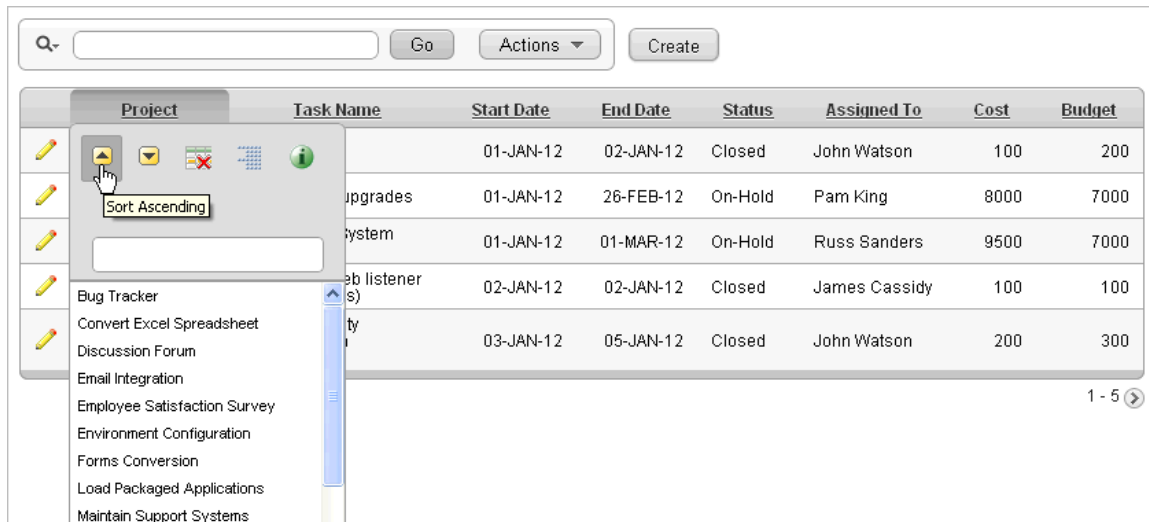 Go Actions Create
Project Task Name Start Date End Date Status Assigned To Cost Budget
01-JAN-12 02-JAN-12 Closed John Watson 100 200
Sort Ascending
upgrades 01-JAN-12 26-FEB-12 On-Hold Pam King 8000 7000
System
01-JAN-12 01-MAR-12 On-Hold Russ Sanders 9500 7000
eb listener
s) 02-JAN-12 02-JAN-12 Closed James Cassidy 100 100
ty
03-JAN-12 05-JAN-12 Closed John Watson 200 300
Bug Tracker
Convert Excel Spreadsheet
Discussion Forum
Email Integration
Employee Satisfaction Survey
Environment Configuration
Forms Conversion
Load Packaged Applications
Maintain Support Systems
1 - 5